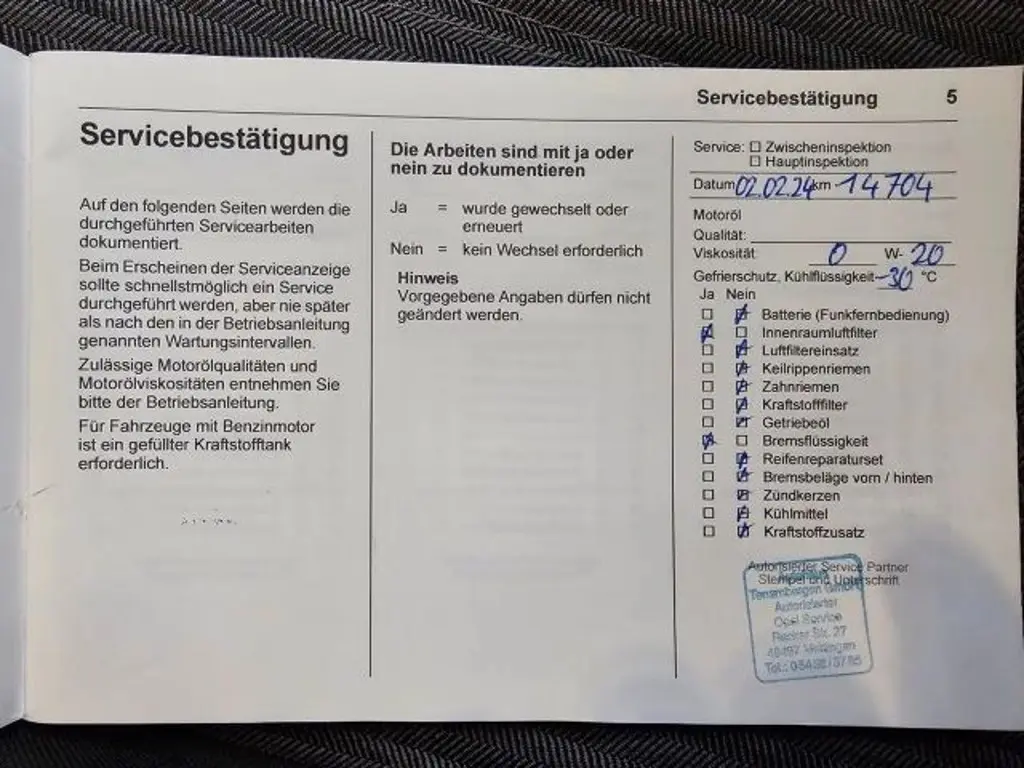 Servicebestätigung 5
Servicebestätigung
Auf den folgenden Seiten werden die
durchgeführten Servicearbeiten
dokumentiert.
Beim Erscheinen der Serviceanzeige
sollte schnellstmöglich ein Service
durchgeführt werden, aber nie später
als nach den in der Betriebsanleitung
genannten Wartungsintervallen.
Zulässige Motorölqualitäten und
Motorölviskositäten entnehmen Sie
bitte der Betriebsanleitung.
Für Fahrzeuge mit Benzinmotor
ist ein gefüllter Kraftstofftank
erforderlich.
Die Arbeiten sind mit ja oder
nein zu dokumentieren
Ja = wurde gewechselt oder
erneuert
Nein = kein Wechsel erforderlich
Hinweis
Vorgegebene Angaben dürfen nicht
geändert werden.
Service: ☐ Zwischeninspektion
☐ Hauptinspektion
Datum 02.02.24 km 14704
Motoröl
Qualität:
Viskosität: 0 W- 20
Gefrierschutz, Kühlflüssigkeit -30 °C
Ja Nein
☐ ☒ Batterie (Funkfernbedienung)
☒ ☐ Innenraumluftfilter
☐ ☒ Luftfiltereinsatz
☐ ☒ Keilrippenriemen
☐ ☒ Zahnriemen
☐ ☒ Kraftstofffilter
☐ ☒ Getriebeöl
☒ ☐ Bremsflüssigkeit
☐ ☒ Reifenreparaturset
☐ ☒ Bremsbeläge vorn / hinten
☐ ☒ Zündkerzen
☐ ☒ Kühlmittel
☐ ☒ Kraftstoffzusatz
Autorisierter Service Partner
Stempel und Unterschrift
GmbH
Autorisierter
Opel Service
Str. 27
Tel.: